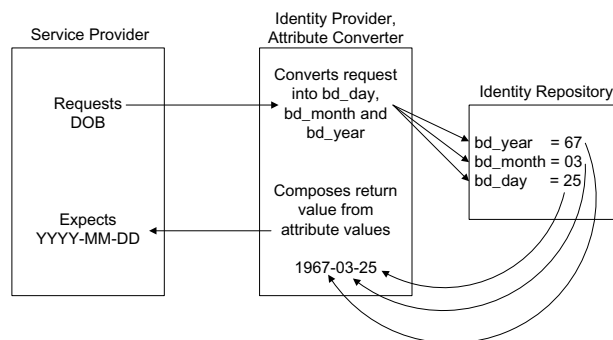 Service Provider
Identity Provider,
Attribute Converter
Identity Repository
Requests
DOB
Converts request
into bd_day,
bd_month and
bd_year
bd_year = 67
bd_month = 03
bd_day = 25
Expects
YYYY-MM-DD
Composes return
value from
attribute values
1967-03-25